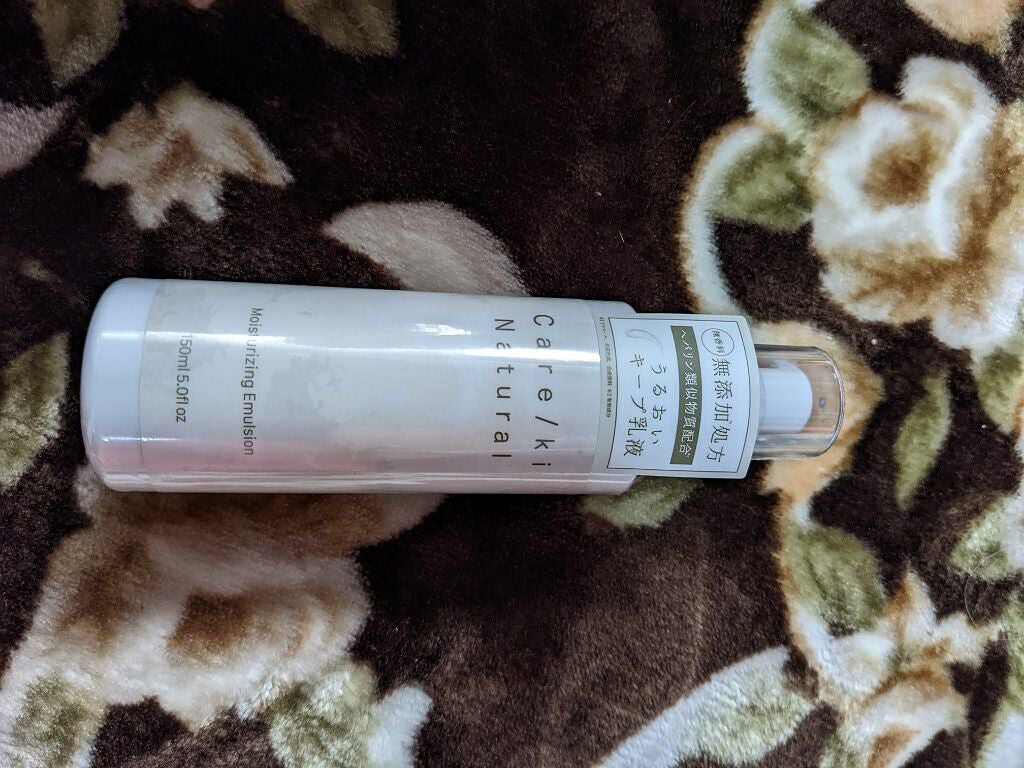 無香料
無添加処方
ヘパリン類似物質配合
うるおい
キープ乳液
Care/ki
Natural
Moisturizing Emulsion
150ml 5.0fl oz